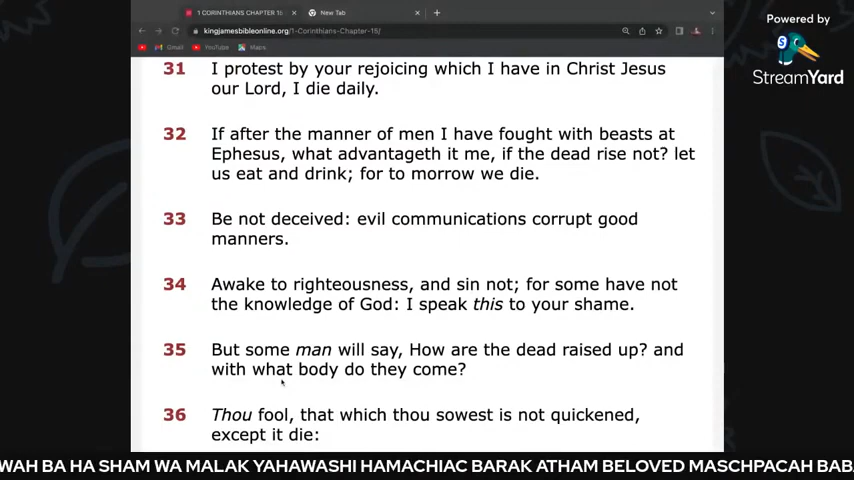 1 CORINTHIANS CHAPTER 15
New Tab
Powered by
StreamYard
kingjamesbibleonline.org/1-Corinthians-Chapter-15/
Gmail
YouTube
Maps
31 I protest by your rejoicing which I have in Christ Jesus
our Lord, I die daily.
32 If after the manner of men I have fought with beasts at
Ephesus, what advantageth it me, if the dead rise not? let
us eat and drink; for to morrow we die.
33 Be not deceived: evil communications corrupt good
manners.
34 Awake to righteousness, and sin not; for some have not
the knowledge of God: I speak this to your shame.
35 But some man will say, How are the dead raised up? and
with what body do they come?
36 Thou fool, that which thou sowest is not quickened,
except it die:
WAH BA HA SHAM WA MALAK YAHAWASHI HAMACHIAC BARAK ATHAM BELOVED MASCHPACAH BAB